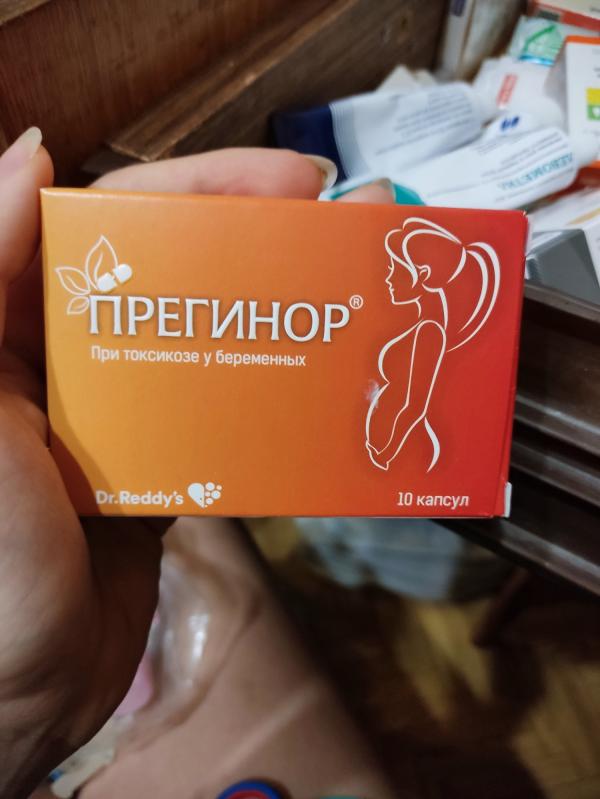 ПРЕГИНОР®
При токсикозе у беременных
Dr.Reddy's
10 капсул